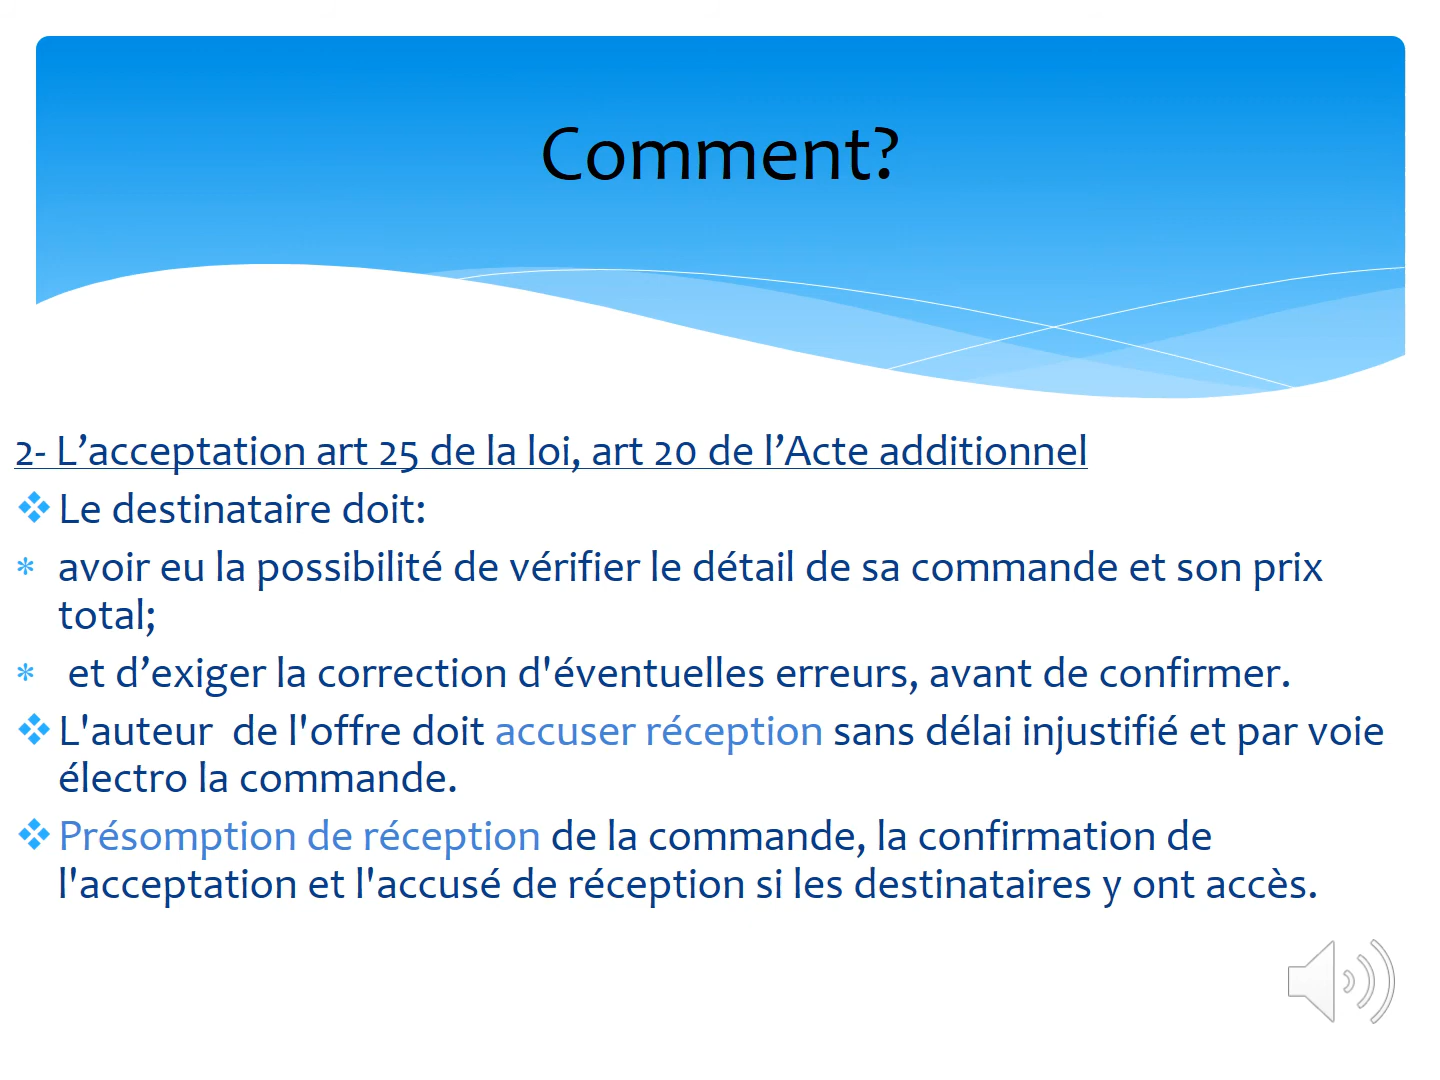 Comment?
2- L’acceptation art 25 de la loi, art 20 de l’Acte additionnel
❖ Le destinataire doit:
* avoir eu la possibilité de vérifier le détail de sa commande et son prix
total;
* et d’exiger la correction d'éventuelles erreurs, avant de confirmer.
❖ L'auteur  de l'offre doit accuser réception sans délai injustifié et par voie
électro la commande.
❖ Présomption de réception de la commande, la confirmation de
l'acceptation et l'accusé de réception si les destinataires y ont accès.